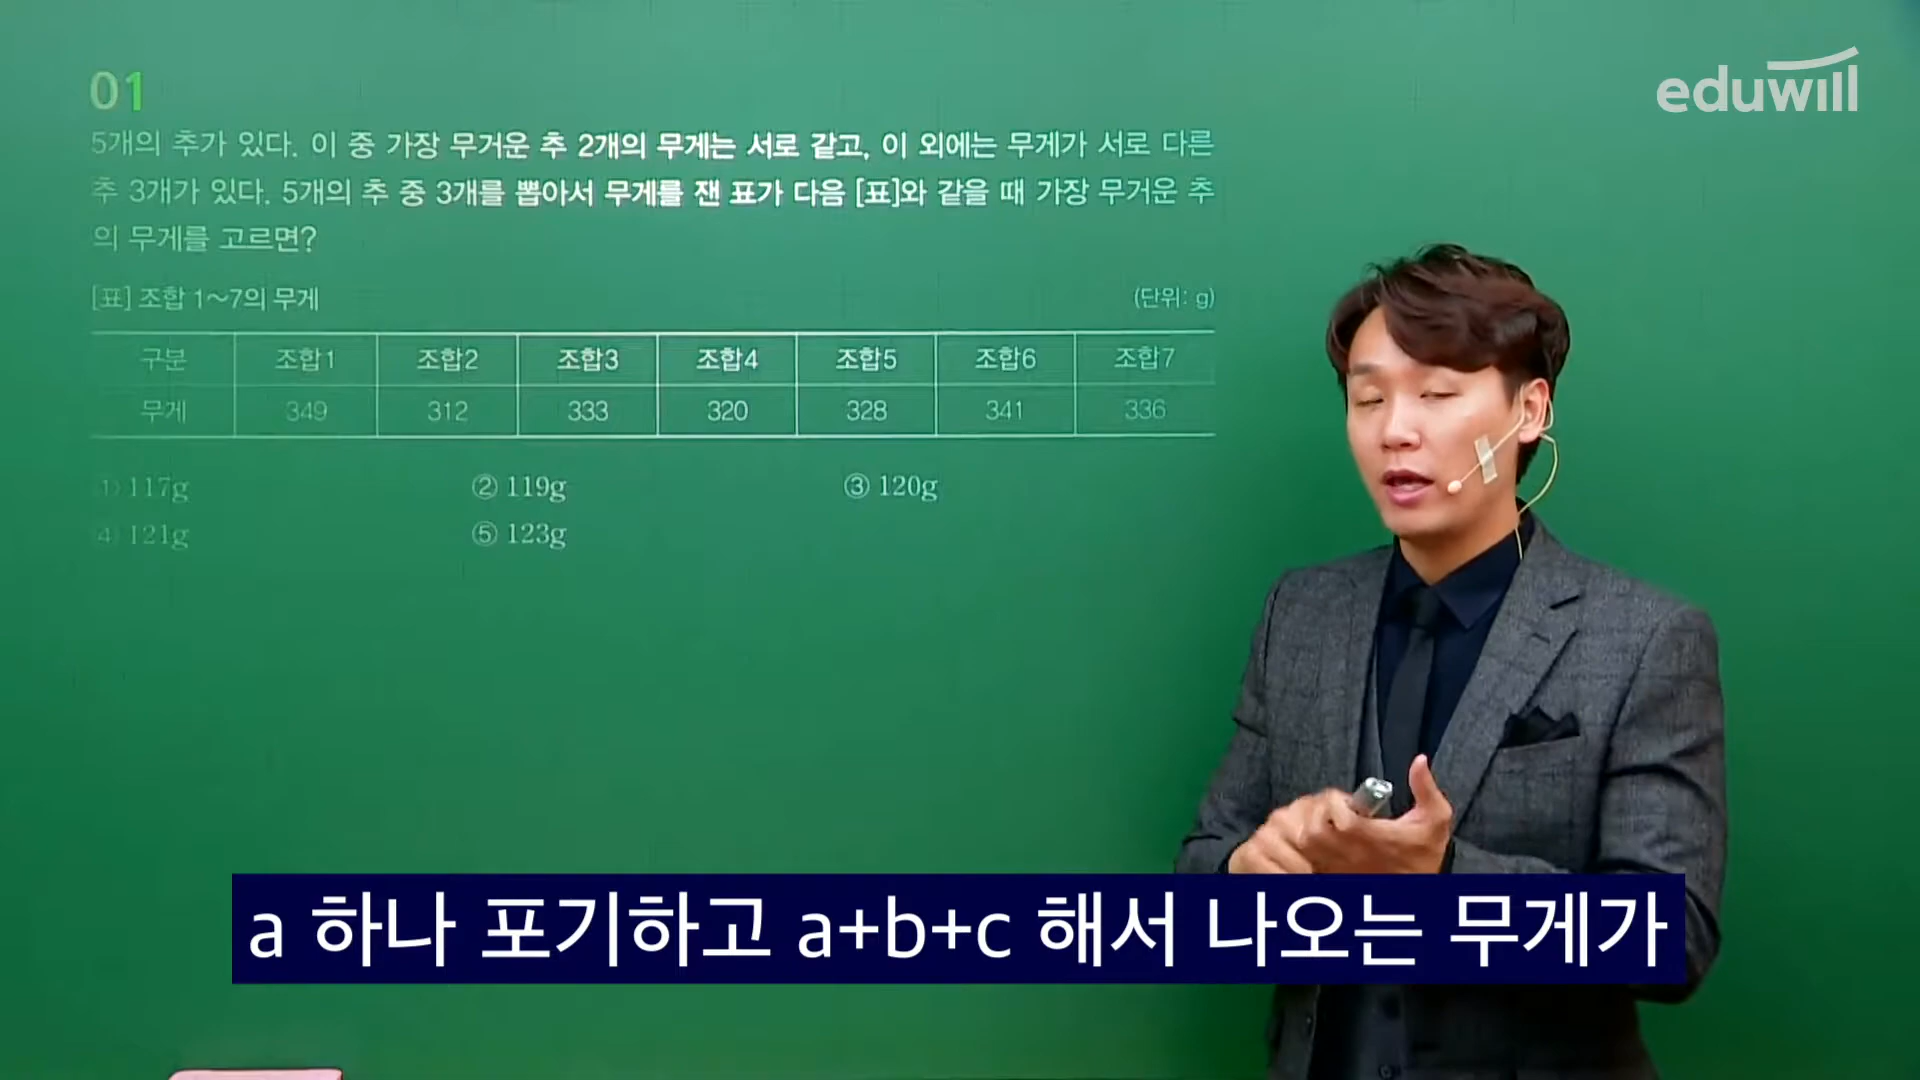 eduwill
01
5개의 추가 있다. 이 중 가장 무거운 추 2개의 무게는 서로 같고, 이 외에는 무게가 서로 다른
추 3개가 있다. 5개의 추 중 3개를 뽑아서 무게를 잰 표가 다음 [표]와 같을 때 가장 무거운 추
의 무게를 고르면?
[표] 조합 1~7의 무게 (단위: g)
구분 조합1 조합2 조합3 조합4 조합5 조합6 조합7
무게 349 312 333 320 328 341 336
① 117g ② 119g ③ 120g
④ 121g ⑤ 123g
a 하나 포기하고 a+b+c 해서 나오는 무게가